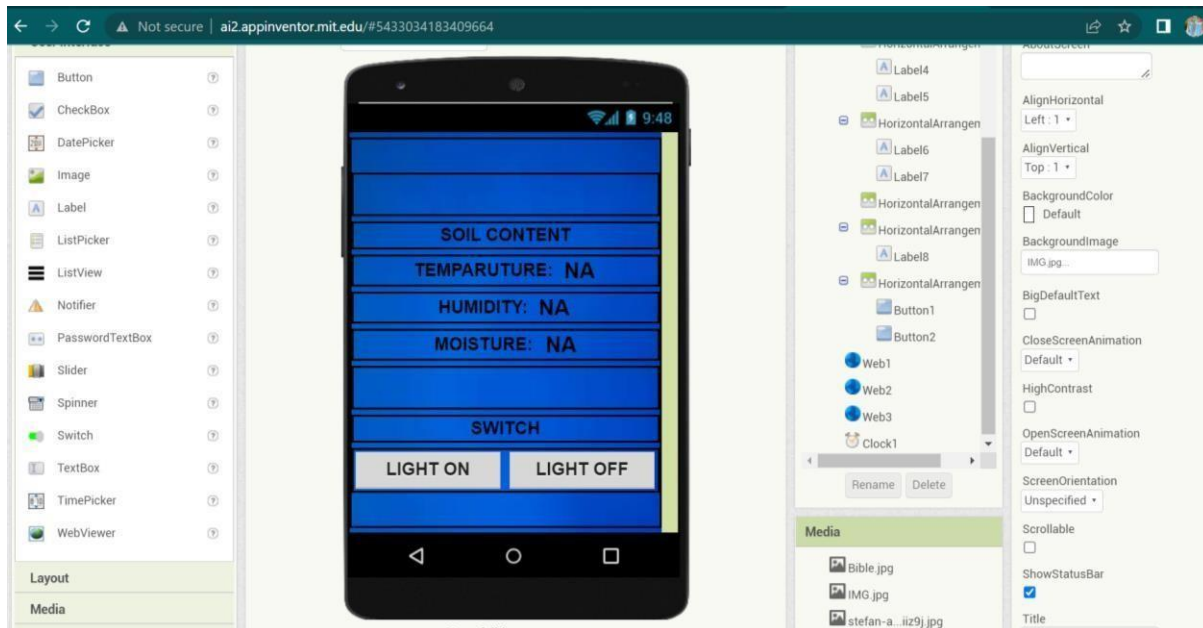 Not secure | ai2.appinventor.mit.edu/#5433034183409664
Button
CheckBox
DatePicker
Image
Label
ListPicker
ListView
Notifier
PasswordTextBox
Slider
Spinner
Switch
TextBox
TimePicker
WebViewer
Layout
Media
9:48
SOIL CONTENT
TEMPARUTURE: NA
HUMIDITY: NA
MOISTURE: NA
SWITCH
LIGHT ON LIGHT OFF
Label4
Label5
HorizontalArrangen
Label6
Label7
HorizontalArrangen
HorizontalArrangen
Label8
HorizontalArrangen
Button1
Button2
Web1
Web2
Web3
Clock1
Rename Delete
Media
Bible.jpg
IMG.jpg
stefan-a...iiz9j.jpg
AboutScreen
AlignHorizontal
Left : 1
AlignVertical
Top : 1
BackgroundColor
Default
BackgroundImage
IMG.jpg...
BigDefaultText
CloseScreenAnimation
Default
HighContrast
OpenScreenAnimation
Default
ScreenOrientation
Unspecified
Scrollable
ShowStatusBar
Title